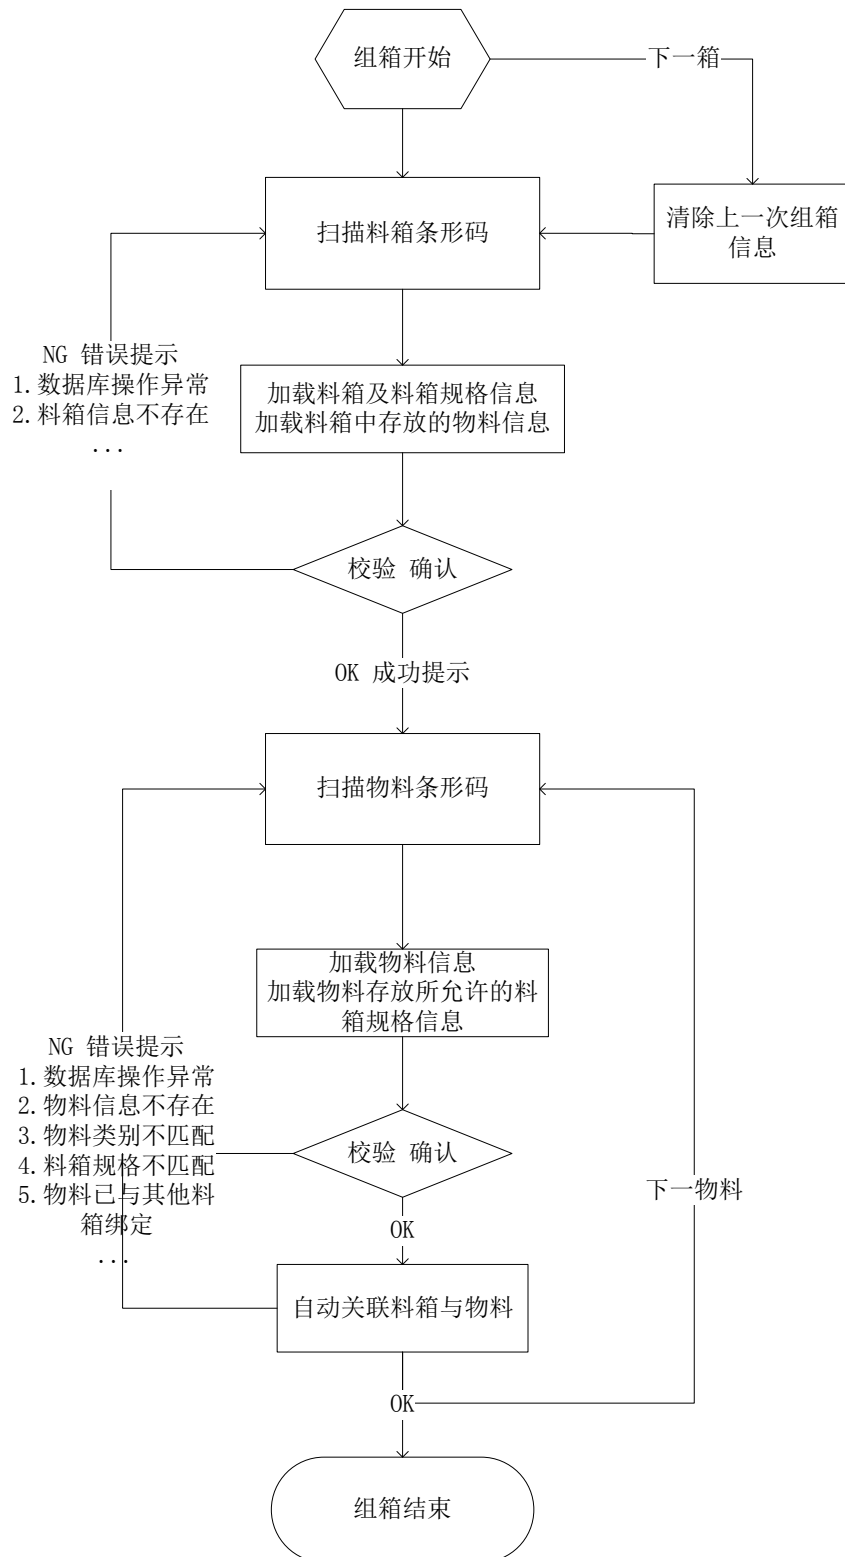 组箱开始
下一箱
扫描料箱条形码
清除上一次组箱
信息
NG 错误提示
1.数据库操作异常
2.料箱信息不存在
...
加载料箱及料箱规格信息
加载料箱中存放的物料信息
校验 确认
OK 成功提示
扫描物料条形码
加载物料信息
加载物料存放所允许的料
箱规格信息
NG 错误提示
1.数据库操作异常
2.物料信息不存在
3.物料类别不匹配
4.料箱规格不匹配
5.物料已与其他料
箱绑定
...
校验 确认
下一物料
OK
自动关联料箱与物料
OK
组箱结束